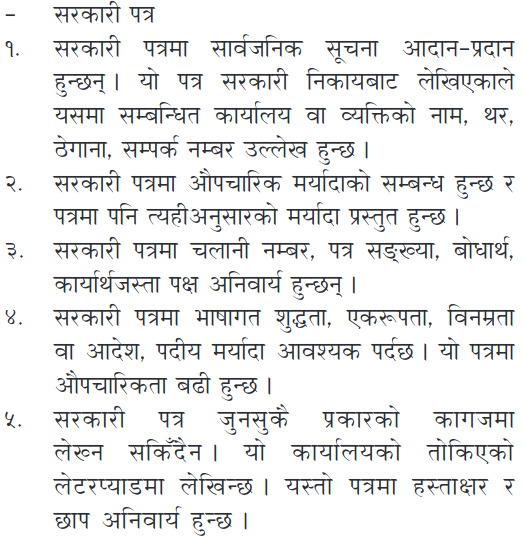 – सरकारी पत्र
१. सरकारी पत्रमा सार्वजनिक सूचना आदान–प्रदान
हुन्छन् । यो पत्र सरकारी निकायबाट लेखिएकाले
यसमा सम्बन्धित कार्यालय वा व्यक्तिको नाम, थर,
ठेगाना, सम्पर्क नम्बर उल्लेख हुन्छ ।
२. सरकारी पत्रमा औपचारिक मर्यादाको सम्बन्ध हुन्छ र
पत्रमा पनि त्यहीअनुसारको मर्यादा प्रस्तुत हुन्छ ।
३. सरकारी पत्रमा चलानी नम्बर, पत्र सङ्ख्या, बोधार्थ,
कार्यार्थजस्ता पक्ष अनिवार्य हुन्छन् ।
४. सरकारी पत्रमा भाषागत शुद्धता, एकरूपता, विनम्रता
वा आदेश, पदीय मर्यादा आवश्यक पर्दछ । यो पत्रमा
औपचारिकता बढी हुन्छ ।
५. सरकारी पत्र जुनसुकै प्रकारको कागजमा
लेख्न सकिँदैन । यो कार्यालयको तोकिएको
लेटरप्याडमा लेखिन्छ । यस्तो पत्रमा हस्ताक्षर र
छाप अनिवार्य हुन्छ ।